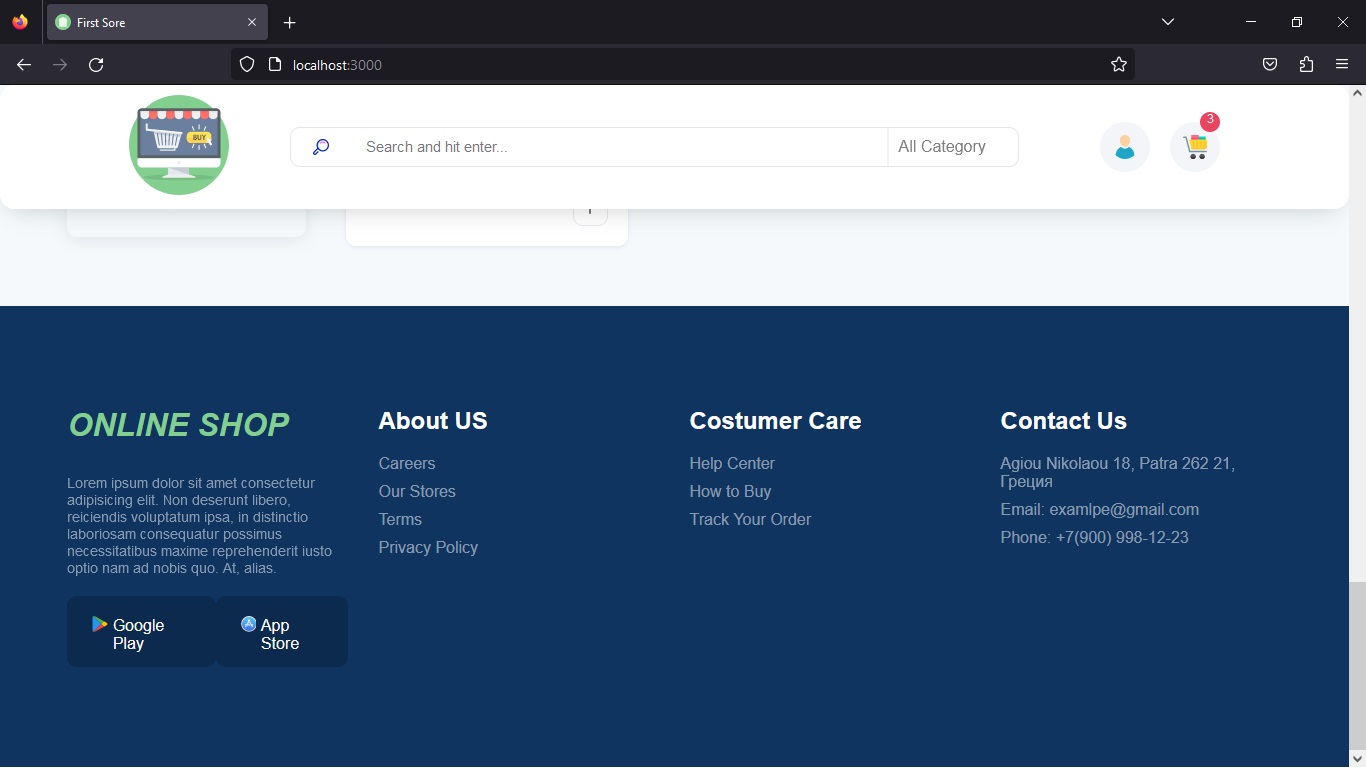 First Sore
localhost:3000
BUY
Search and hit enter...
All Category
3
ONLINE SHOP
Lorem ipsum dolor sit amet consectetur
adipisicing elit. Non deserunt libero,
reiciendis voluptatum ipsa, in distinctio
laboriosam consequatur possimus
necessitatibus maxime reprehenderit iusto
optio nam ad nobis quo. At, alias.
Google
Play
App
Store
About US
Careers
Our Stores
Terms
Privacy Policy
Costumer Care
Help Center
How to Buy
Track Your Order
Contact Us
Agiou Nikolaou 18, Patra 262 21,
Греция
Email: examlpe@gmail.com
Phone: +7(900) 998-12-23